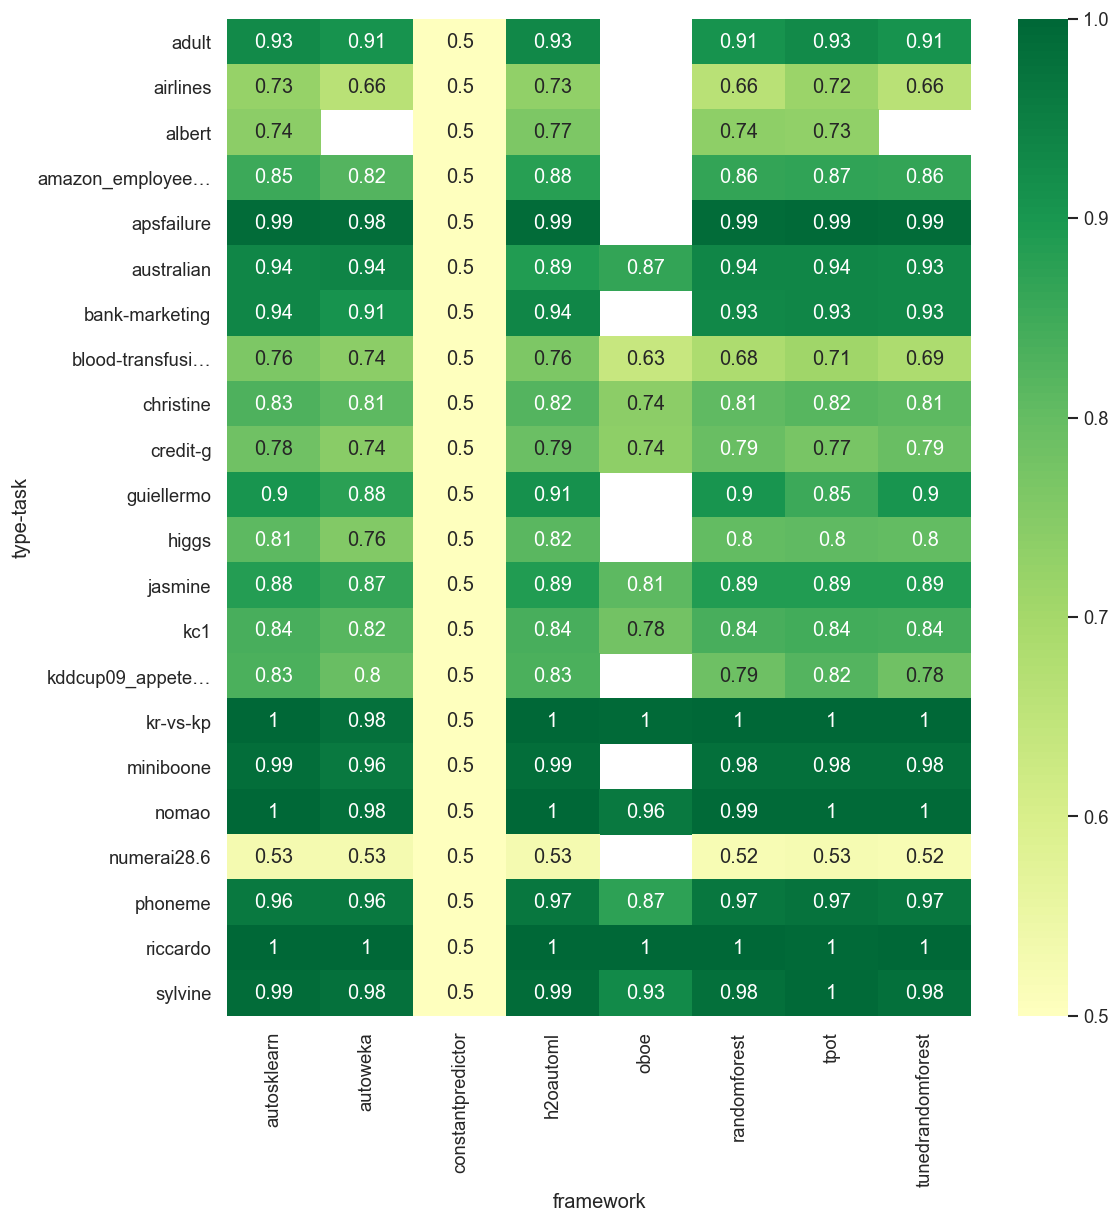 adult 0.93 0.91 0.5 0.93 0.91 0.93 0.91 1.0
airlines 0.73 0.66 0.5 0.73 0.66 0.72 0.66
albert 0.74 0.5 0.77 0.74 0.73
amazon_employee… 0.85 0.82 0.5 0.88 0.86 0.87 0.86
apsfailure 0.99 0.98 0.5 0.99 0.99 0.99 0.99 0.9
australian 0.94 0.94 0.5 0.89 0.87 0.94 0.94 0.93
bank-marketing 0.94 0.91 0.5 0.94 0.93 0.93 0.93
blood-transfusi… 0.76 0.74 0.5 0.76 0.63 0.68 0.71 0.69
christine 0.83 0.81 0.5 0.82 0.74 0.81 0.82 0.81 0.8
credit-g 0.78 0.74 0.5 0.79 0.74 0.79 0.77 0.79
guiellermo 0.9 0.88 0.5 0.91 0.9 0.85 0.9
type-task
higgs 0.81 0.76 0.5 0.82 0.8 0.8 0.8
jasmine 0.88 0.87 0.5 0.89 0.81 0.89 0.89 0.89
kc1 0.84 0.82 0.5 0.84 0.78 0.84 0.84 0.84 0.7
kddcup09_appete… 0.83 0.8 0.5 0.83 0.79 0.82 0.78
kr-vs-kp 1 0.98 0.5 1 1 1 1 1
miniboone 0.99 0.96 0.5 0.99 0.98 0.98 0.98
nomao 1 0.98 0.5 1 0.96 0.99 1 1 0.6
numerai28.6 0.53 0.53 0.5 0.53 0.52 0.53 0.52
phoneme 0.96 0.96 0.5 0.97 0.87 0.97 0.97 0.97
riccardo 1 1 0.5 1 1 1 1 1
sylvine 0.99 0.98 0.5 0.99 0.93 0.98 1 0.98 0.5
autosklearn autoweka constantpredictor h2oautoml oboe randomforest tpot tunedrandomforest
framework